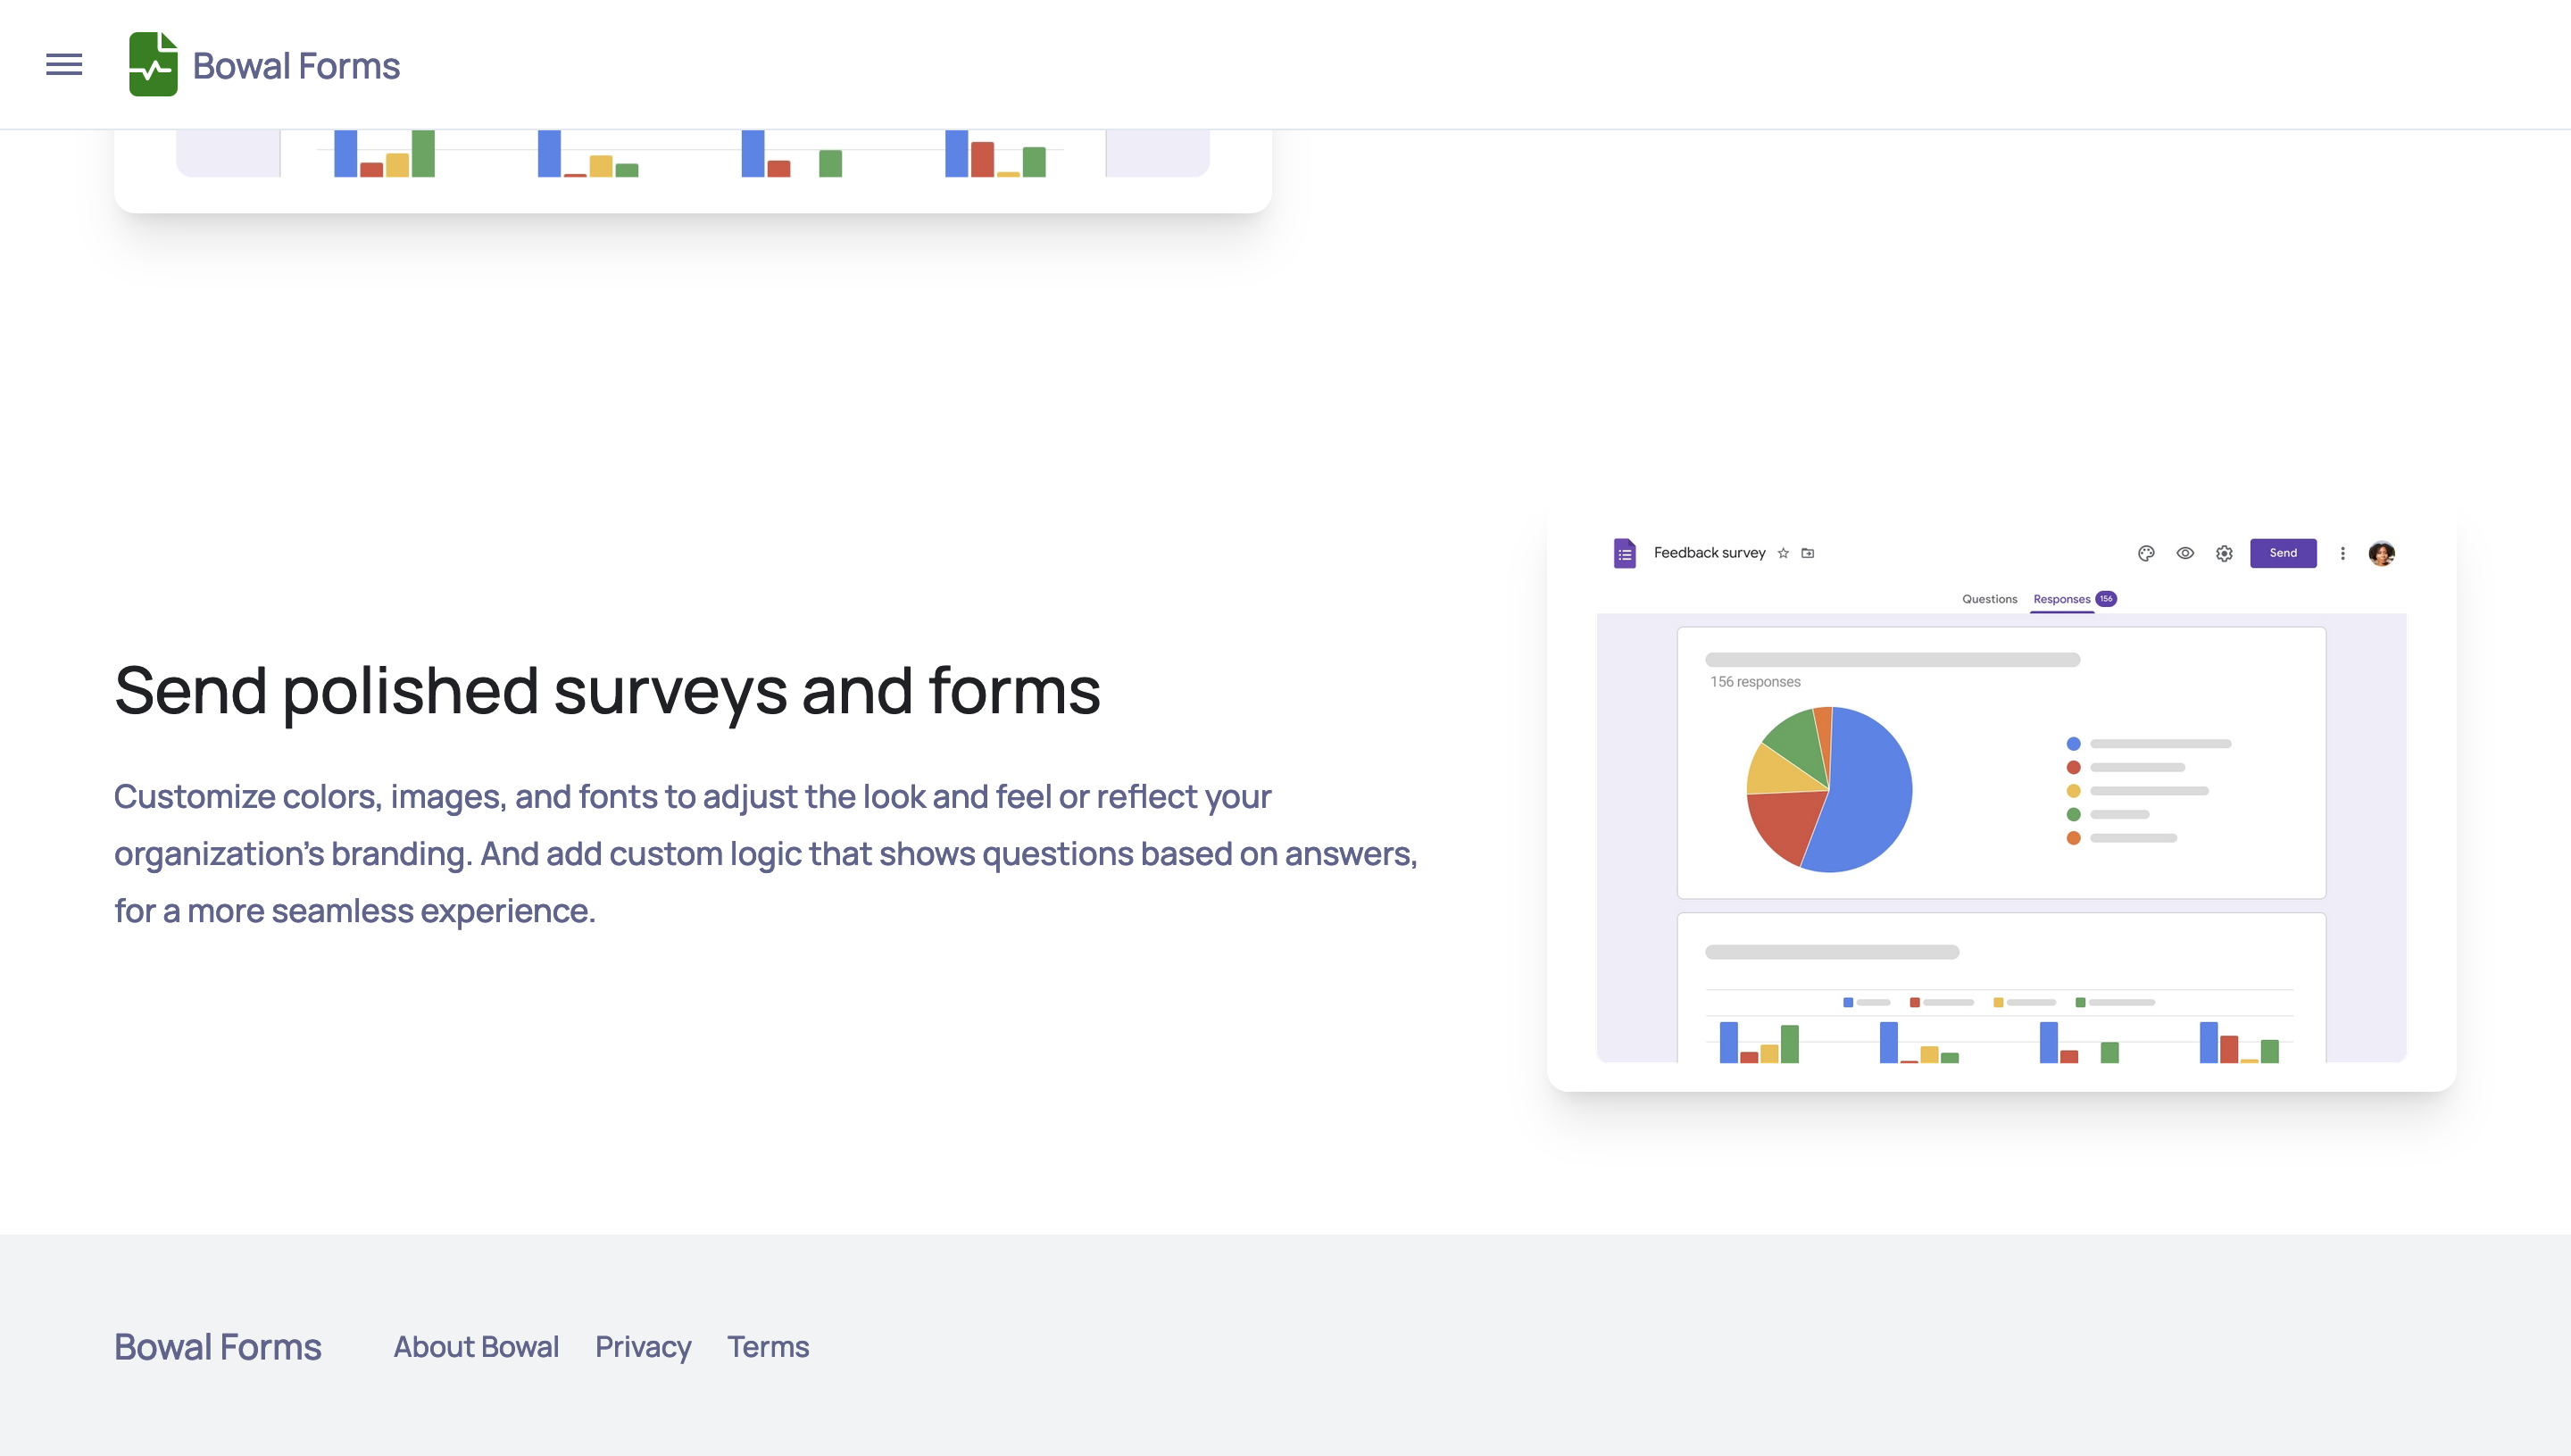 Bowal Forms
Feedback survey
Send
Questions
Responses 156
156 responses
Send polished surveys and forms
Customize colors, images, and fonts to adjust the look and feel or reflect your
organization’s branding. And add custom logic that shows questions based on answers,
for a more seamless experience.
Bowal Forms
About Bowal
Privacy
Terms